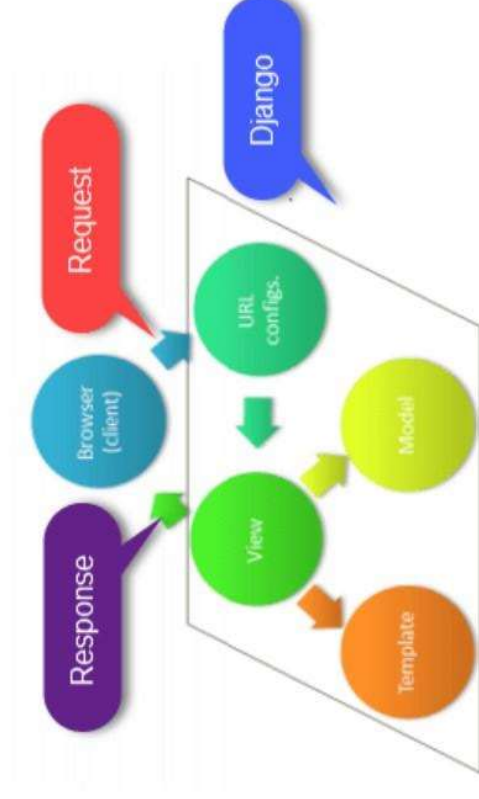 Response
Request
Browser
(client)
Django
View
URL
configs.
Template
Model